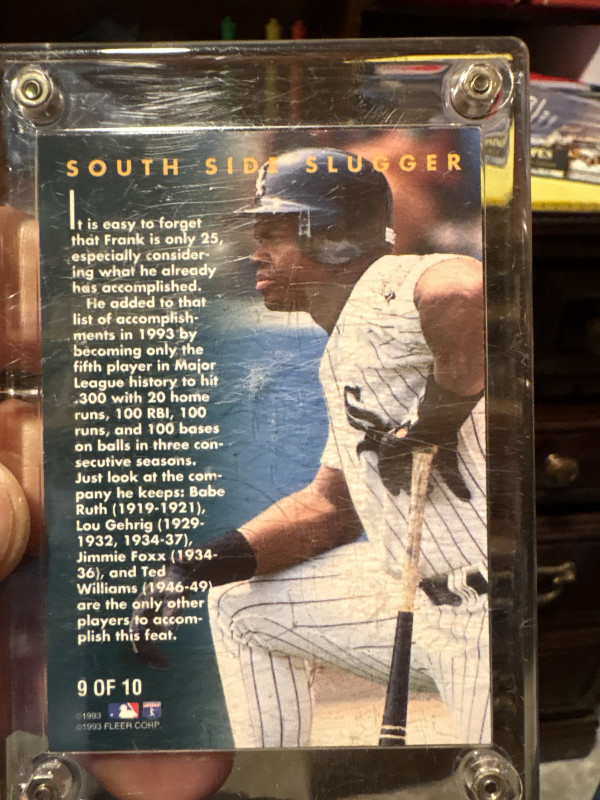 SOUTH SIDE SLUGGER
It is easy to forget
that Frank is only 25,
especially consider-
ing what he already
has accomplished.
He added to that
list of accomplish-
ments in 1993 by
becoming only the
fifth player in Major
League history to hit
.300 with 20 home
runs, 100 RBI, 100
runs, and 100 bases
on balls in three con-
secutive seasons.
Just look at the com-
pany he keeps: Babe
Ruth (1919-1921),
Lou Gehrig (1929-
1932, 1934-37),
Jimmie Foxx (1934-
36), and Ted
Williams (1946-49)
are the only other
players to accom-
plish this feat.
9 OF 10
©1993
©1993 FLEER CORP.